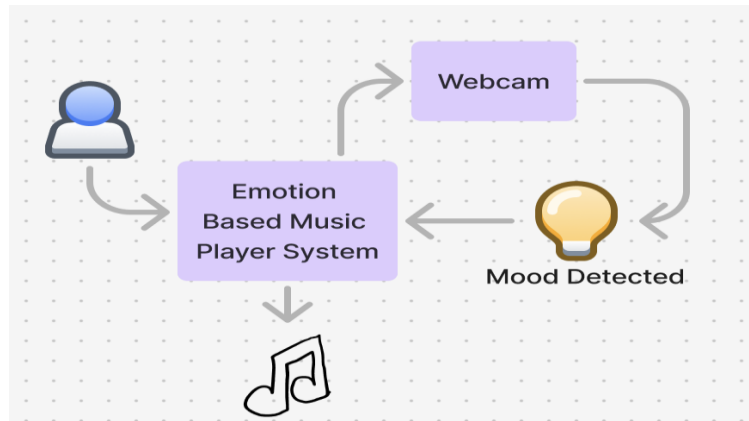 Webcam
Emotion
Based Music
Player System
Mood Detected